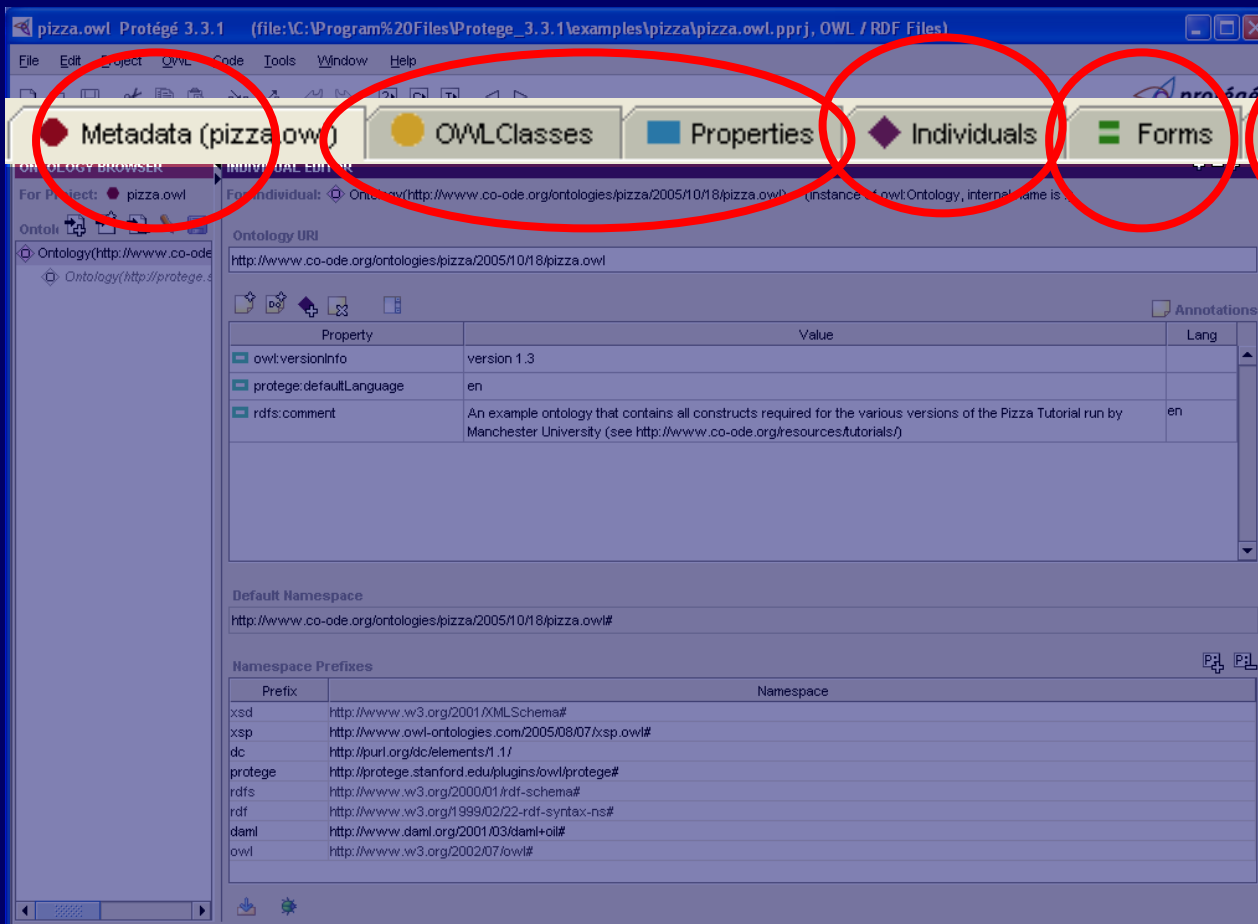 pizza.owl Protégé 3.3.1 (file:\C:\Program%20Files\Protege_3.3.1\examples\pizza\pizza.owl.pprj, OWL / RDF Files)
File Edit Project OWL Code Tools Window Help
protégé
Metadata (pizza.owl) OWLClasses Properties Individuals Forms
ONTOLOGY BROWSER
INDIVIDUAL EDITOR
For Project: pizza.owl
For Individual: Ontology(http://www.co-ode.org/ontologies/pizza/2005/10/18/pizza.owl) (instance of owl:Ontology, internal name is
Ontology URI
Ontology(http://www.co-ode
http://www.co-ode.org/ontologies/pizza/2005/10/18/pizza.owl
Ontology(http://protege.s
Annotations
Property Value Lang
owl:versionInfo version 1.3
protege:defaultLanguage en
rdfs:comment An example ontology that contains all constructs required for the various versions of the Pizza Tutorial run by en
Manchester University (see http://www.co-ode.org/resources/tutorials/)
Default Namespace
http://www.co-ode.org/ontologies/pizza/2005/10/18/pizza.owl#
Namespace Prefixes
Prefix Namespace
xsd http://www.w3.org/2001/XMLSchema#
xsp http://www.owl-ontologies.com/2005/08/07/xsp.owl#
dc http://purl.org/dc/elements/1.1/
protege http://protege.stanford.edu/plugins/owl/protege#
rdfs http://www.w3.org/2000/01/rdf-schema#
rdf http://www.w3.org/1999/02/22-rdf-syntax-ns#
daml http://www.daml.org/2001/03/daml+oil#
owl http://www.w3.org/2002/07/owl#